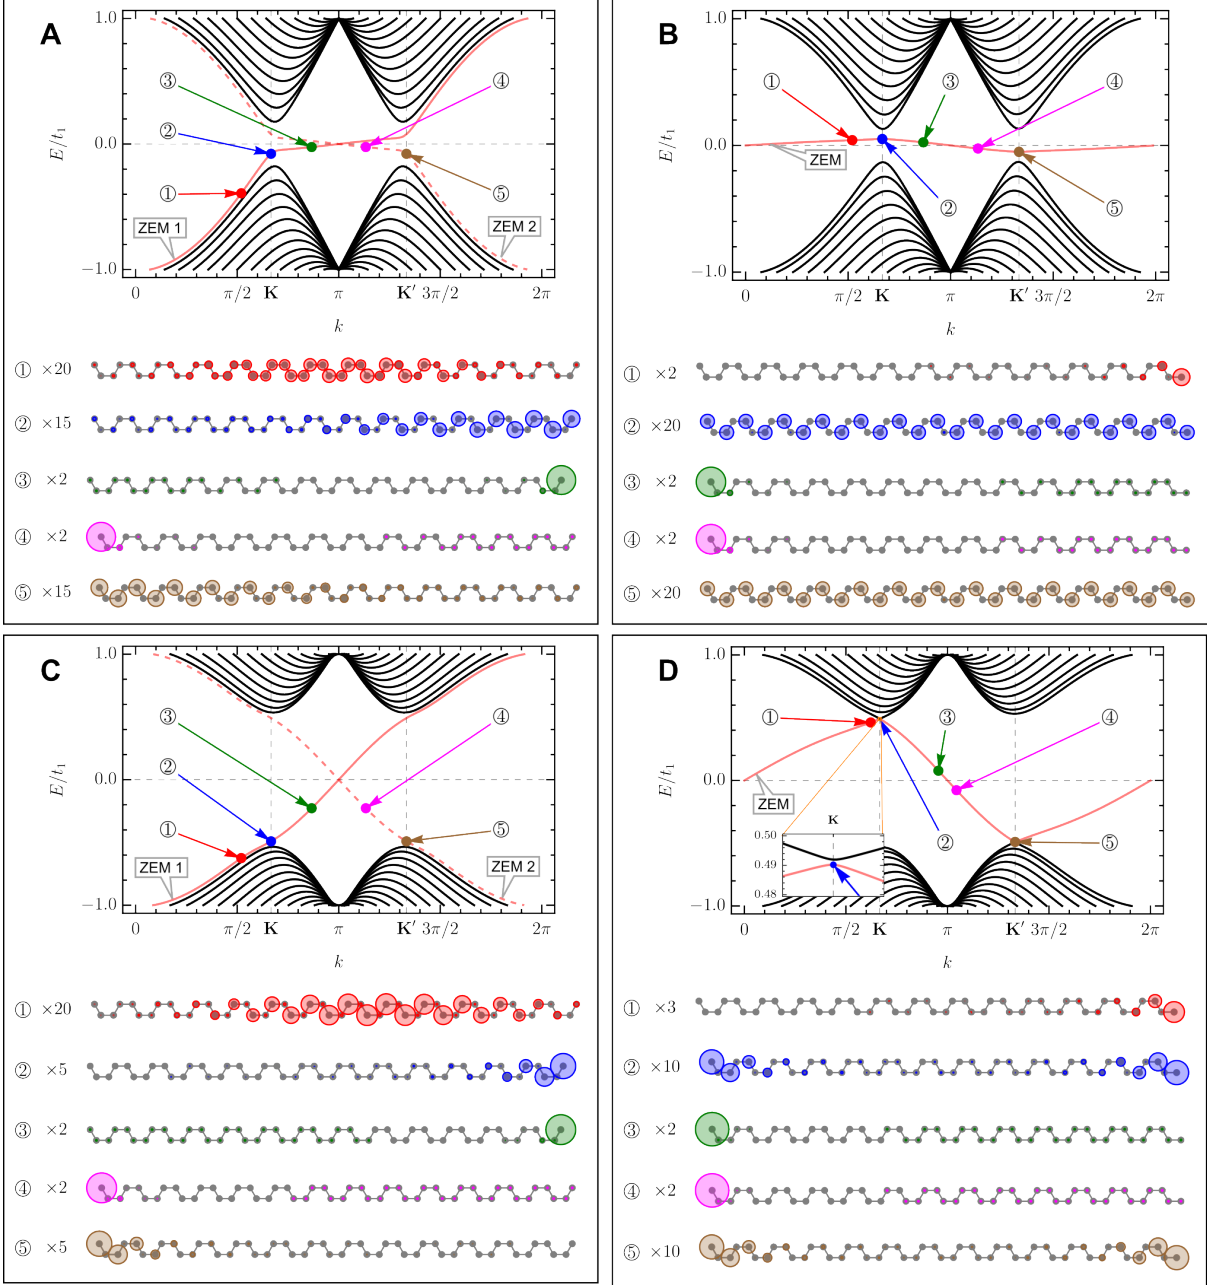 A
1.0
③
④
②
E/t₁
0.0
①
⑤
ZEM 1
ZEM 2
−1.0
0
π/2
K
π
K′
3π/2
2π
k
① ×20
② ×15
③ ×2
④ ×2
⑤ ×15
B
1.0
①
③
④
E/t₁
0.0
ZEM
②
⑤
−1.0
0
π/2
K
π
K′
3π/2
2π
k
① ×2
② ×20
③ ×2
④ ×2
⑤ ×20
C
1.0
③
④
②
E/t₁
0.0
①
⑤
ZEM 1
ZEM 2
−1.0
0
π/2
K
π
K′
3π/2
2π
k
① ×20
② ×5
③ ×2
④ ×2
⑤ ×5
D
1.0
①
③
④
E/t₁
0.0
ZEM
K
0.50
0.49
0.48
②
⑤
−1.0
0
π/2
K
π
K′
3π/2
2π
k
① ×3
② ×10
③ ×2
④ ×2
⑤ ×10